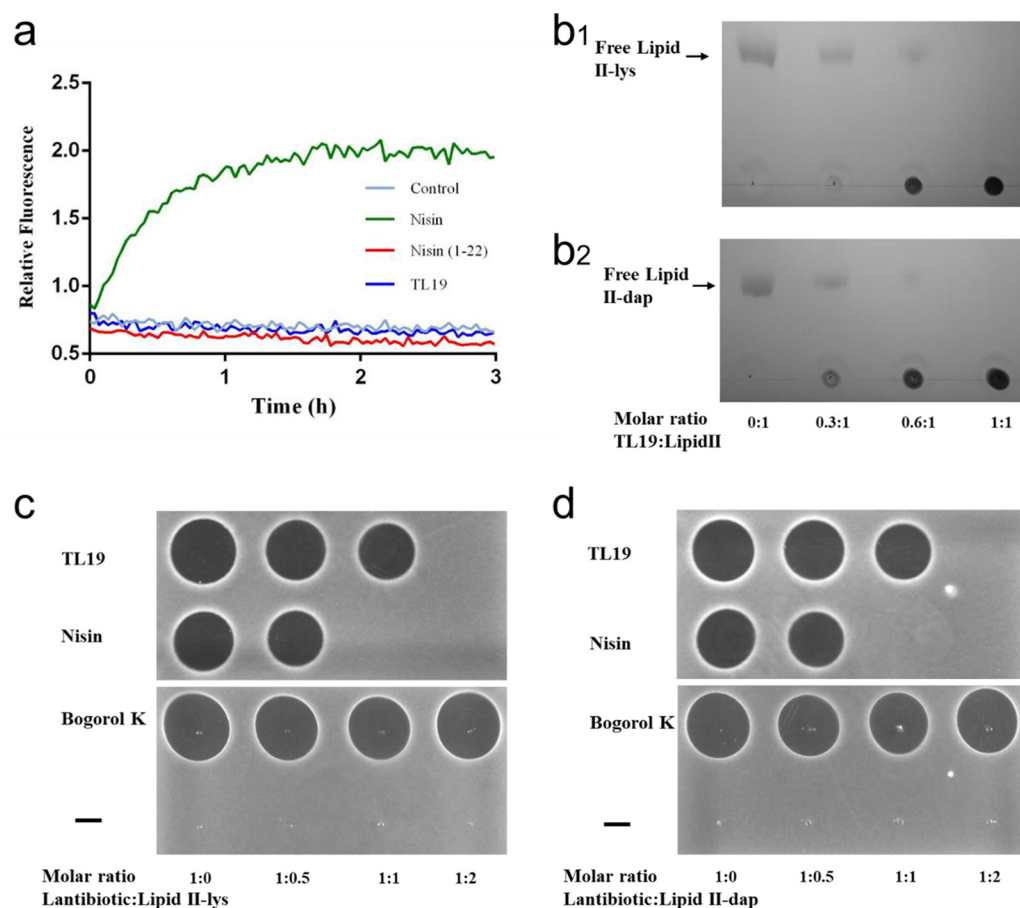 a
Relative Fluorescence
2.5
2.0
1.5
1.0
0.5
Control
Nisin
Nisin (1-22)
TL19
0
1
2
3
Time (h)
b1
Free Lipid
II-lys
b2
Free Lipid
II-dap
Molar ratio
TL19:LipidII
0:1
0.3:1
0.6:1
1:1
c
TL19
Nisin
Bogorol K
Molar ratio
Lantibiotic:Lipid II-lys
1:0
1:0.5
1:1
1:2
d
TL19
Nisin
Bogorol K
Molar ratio
Lantibiotic:Lipid II-dap
1:0
1:0.5
1:1
1:2